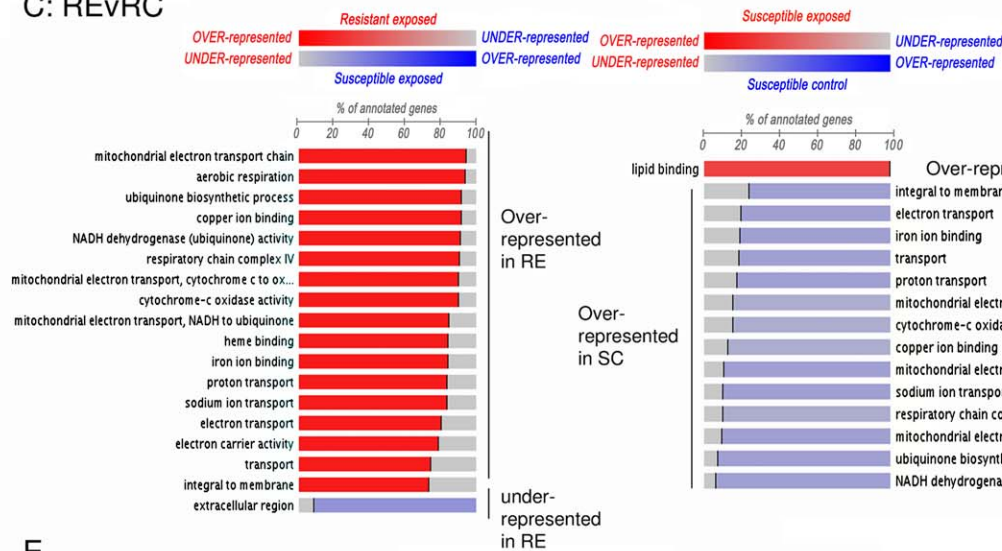 C: REvRC
Resistant exposed
OVER-represented
UNDER-represented
UNDER-represented
OVER-represented
Susceptible exposed
% of annotated genes
0 20 40 60 80 100
mitochondrial electron transport chain
aerobic respiration
ubiquinone biosynthetic process
copper ion binding
NADH dehydrogenase (ubiquinone) activity
respiratory chain complex IV
mitochondrial electron transport, cytochrome c to ox...
cytochrome-c oxidase activity
mitochondrial electron transport, NADH to ubiquinone
heme binding
iron ion binding
proton transport
sodium ion transport
electron transport
electron carrier activity
transport
integral to membrane
extracellular region
Over-
represented
in RE
under-
represented
in RE
Susceptible exposed
OVER-represented
UNDER-represented
UNDER-represented
OVER-represented
Susceptible control
% of annotated genes
0 20 40 60 80 100
lipid binding
Over-repr
integral to membran
electron transport
iron ion binding
transport
proton transport
mitochondrial electr
cytochrome-c oxida
copper ion binding
mitochondrial electr
sodium ion transpor
respiratory chain co
mitochondrial electr
ubiquinone biosynt
NADH dehydrogena
Over-
represented
in SC